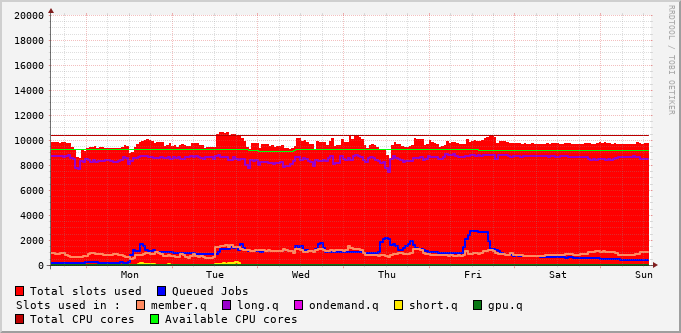 20000
18000
16000
14000
12000
10000
8000
6000
4000
2000
0
Mon Tue Wed Thu Fri Sat Sun
RRDTOOL / TOBI OETIKER
Total slots used Queued Jobs
Slots used in : member.q long.q ondemand.q short.q gpu.q
Total CPU cores Available CPU cores